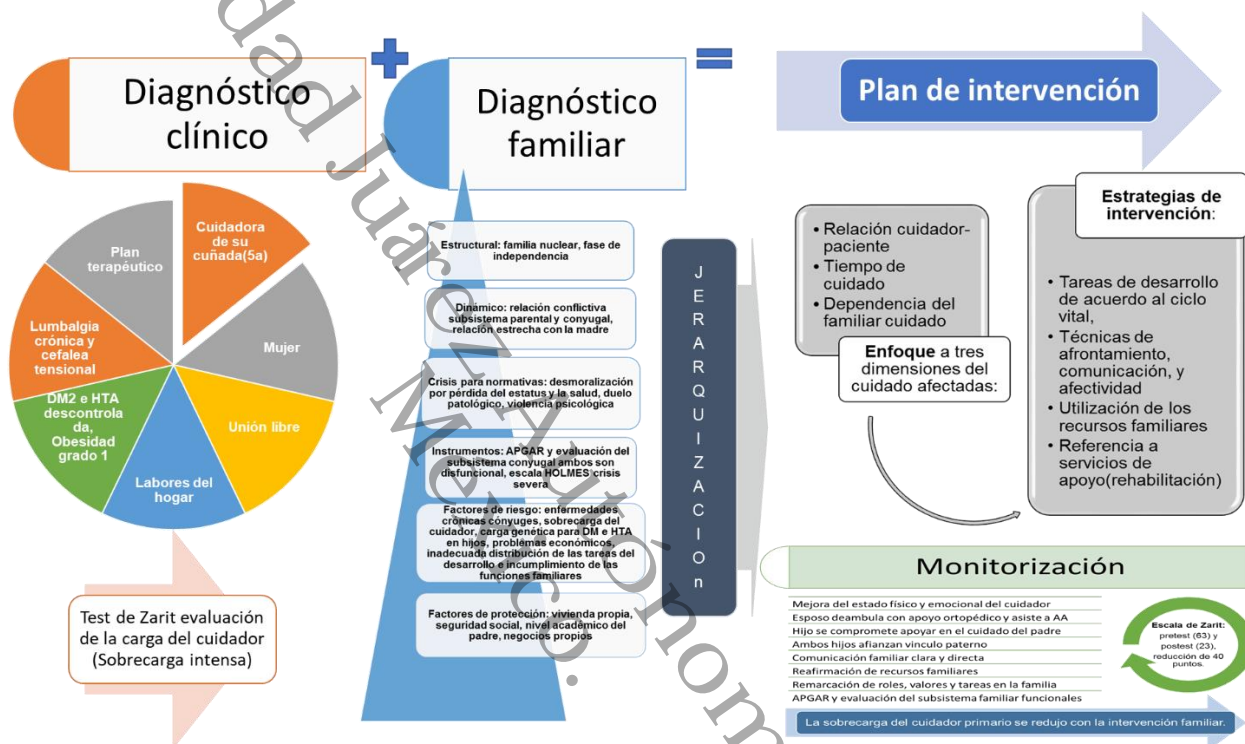 Diagnóstico
clínico
+
Diagnóstico
familiar
=
Plan de intervención
Cuidadora
de su
cuñada(5a)
Mujer
Unión libre
Labores del
hogar
DM2 e HTA
descontrola
da,
Obesidad
grado 1
Lumbalgia
crónica y
cefalea
tensional
Plan
terapéutico
Test de Zarit evaluación
de la carga del cuidador
(Sobrecarga intensa)
Estructural: familia nuclear, fase de
independencia
Dinámico: relación conflictiva
subsistema parental y conyugal,
relación estrecha con la madre
Crisis para normativas: desmoralización
por pérdida del estatus y la salud, duelo
patológico, violencia psicológica
Instrumentos: APGAR y evaluación del
subsistema conyugal ambos son
disfuncional, escala HOLMES crisis
severa
Factores de riesgo: enfermedades
crónicas cónyuges, sobrecarga del
cuidador, carga genética para DM e HTA
en hijos, problemas económicos,
inadecuada distribución de las tareas del
desarrollo e incumplimiento de las
funciones familiares
Factores de protección: vivienda propia,
seguridad social, nivel académico del
padre, negocios propios
J
E
R
A
R
Q
U
I
Z
A
C
I
O
n
• Relación cuidador-
paciente
• Tiempo de
cuidado
• Dependencia del
familiar cuidado
Enfoque a tres
dimensiones del
cuidado afectadas:
Estrategias de
intervención:
• Tareas de desarrollo
de acuerdo al ciclo
vital,
• Técnicas de
afrontamiento,
comunicación, y
afectividad
• Utilización de los
recursos familiares
• Referencia a
servicios de
apoyo(rehabilitación)
Monitorización
Mejora del estado físico y emocional del cuidador
Esposo deambula con apoyo ortopédico y asiste a AA
Hijo se compromete apoyar en el cuidado del padre
Ambos hijos afianzan vinculo paterno
Comunicación familiar clara y directa
Reafirmación de recursos familiares
Remarcación de roles, valores y tareas en la familia
APGAR y evaluación del subsistema familiar funcionales
Escala de Zarit:
pretest (63) y
postest (23),
reducción de 40
puntos.
La sobrecarga del cuidador primario se redujo con la intervención familiar.
dad Juárez Autónom
México.